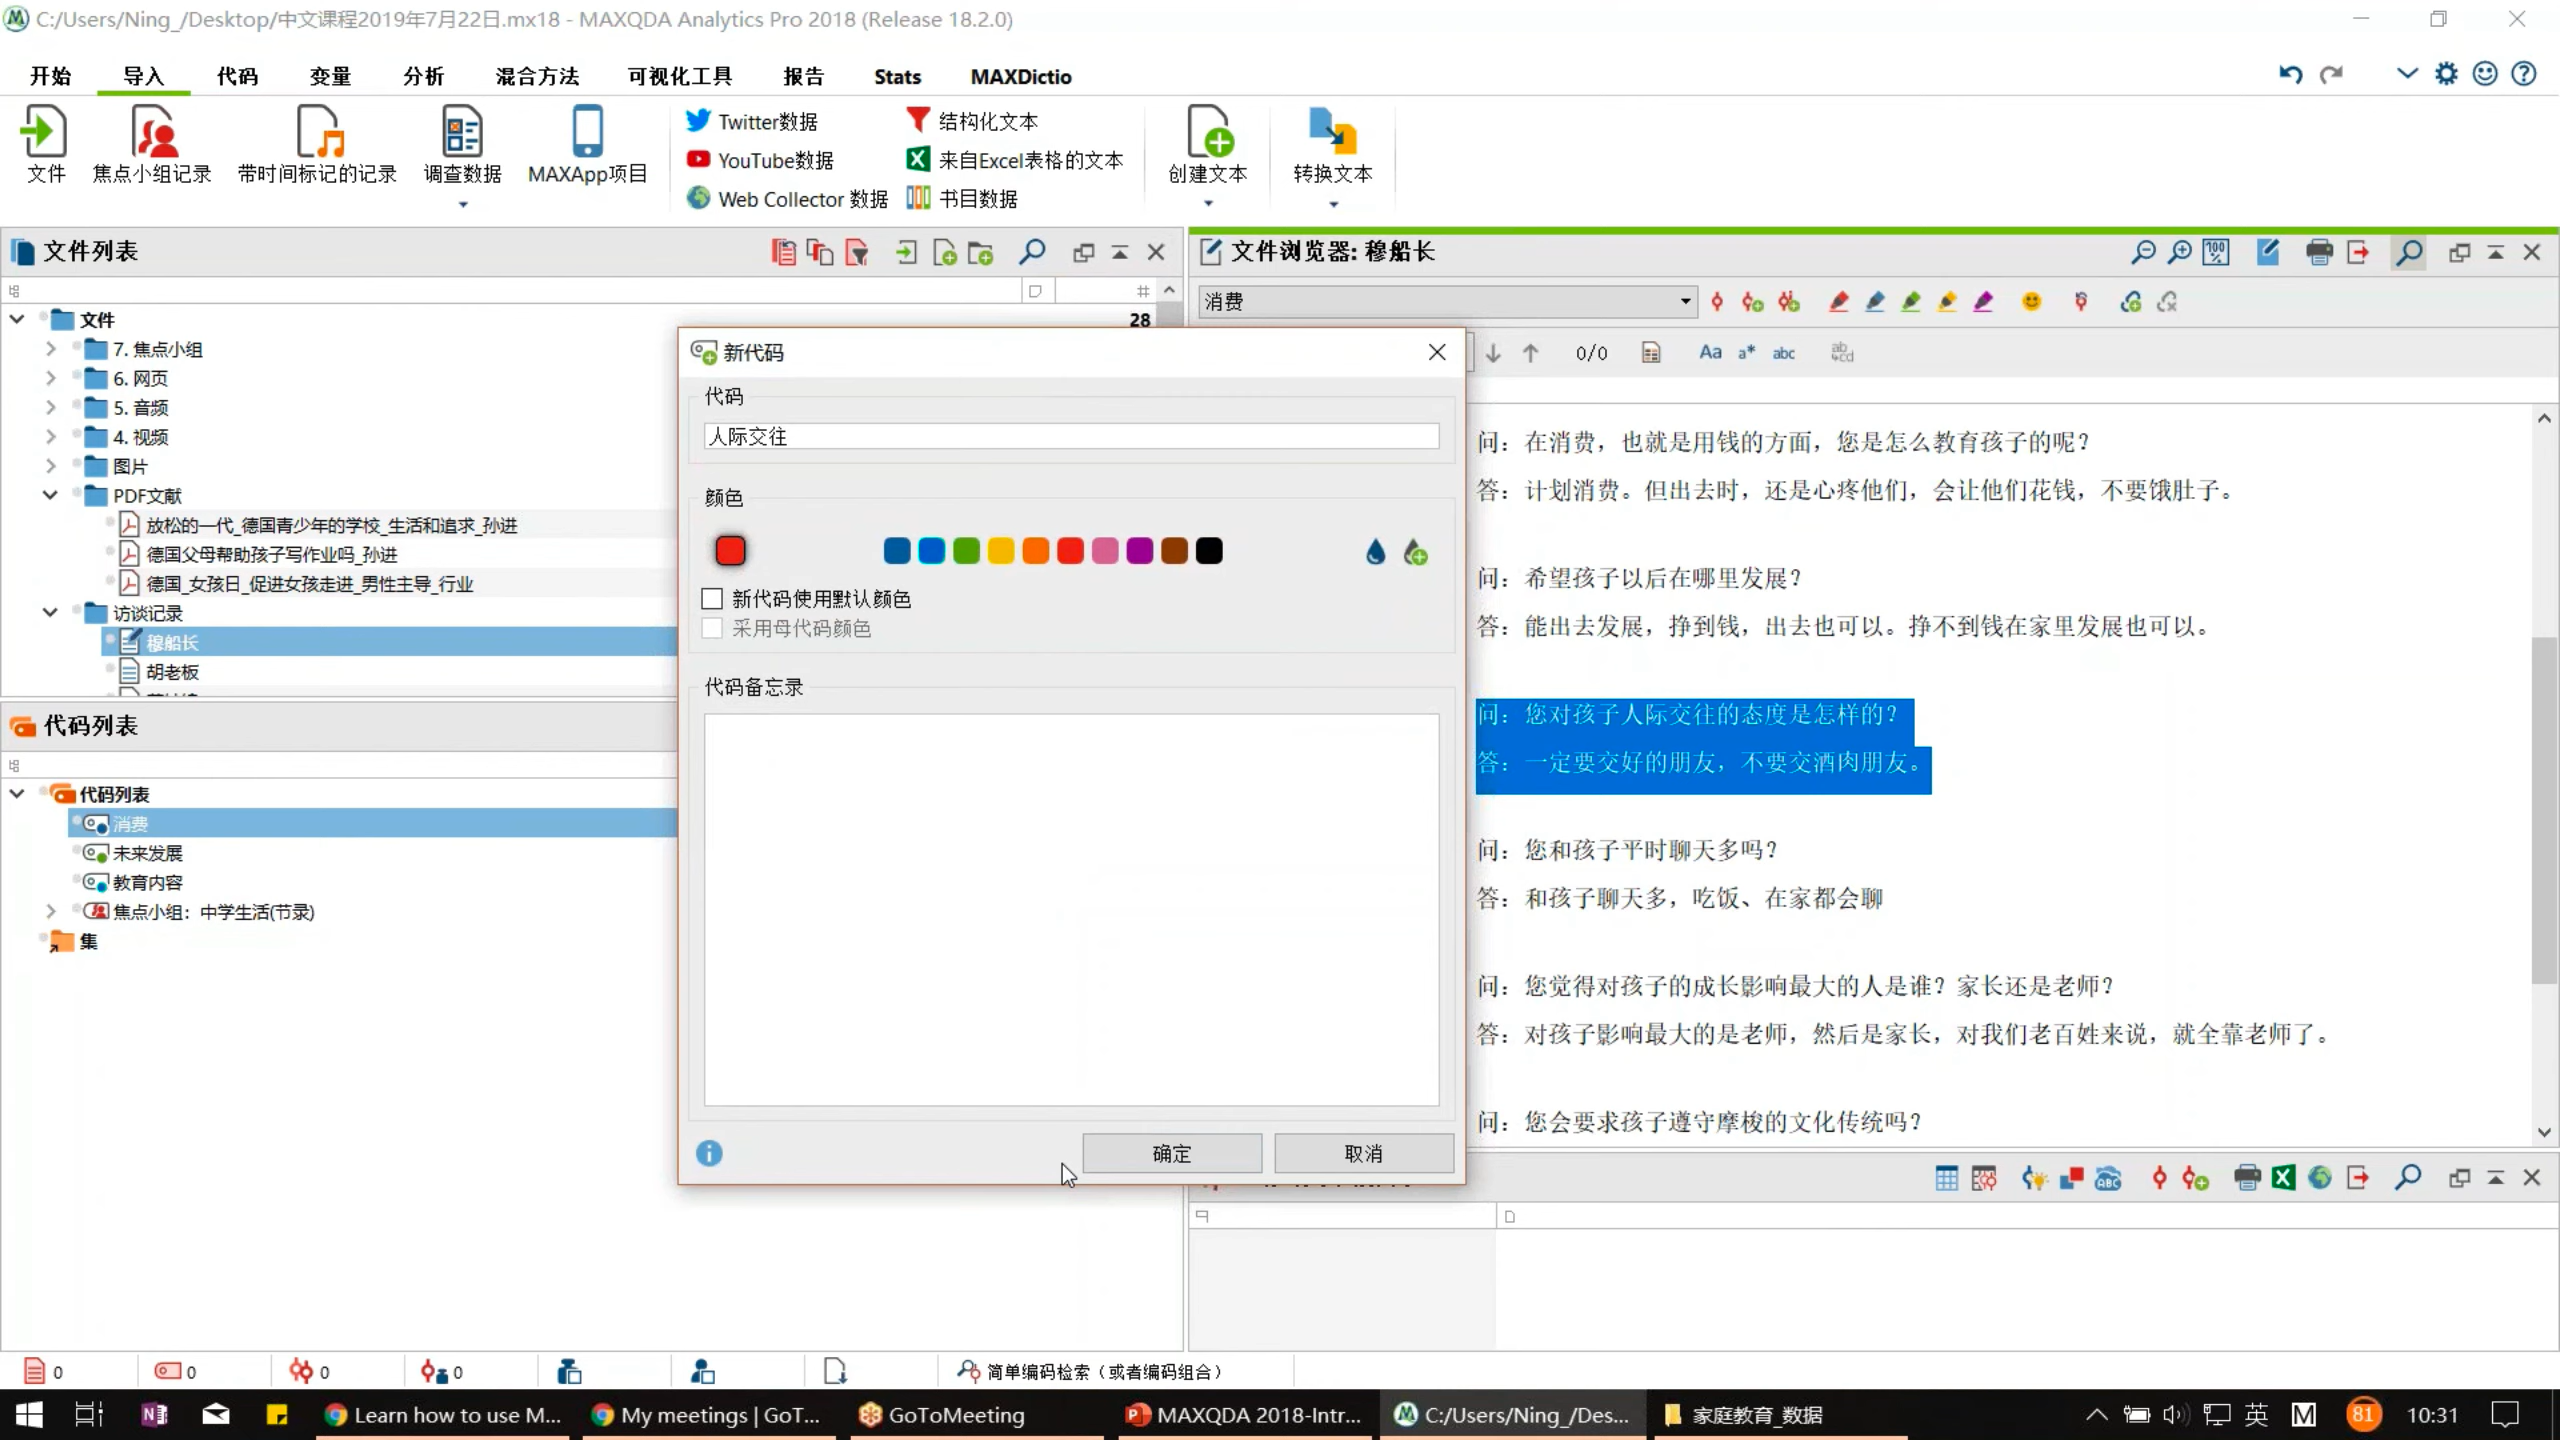 C:/Users/Ning_/Desktop/中文课程2019年7月22日.mx18 - MAXQDA Analytics Pro 2018 (Release 18.2.0)
开始 导入 代码 变量 分析 混合方法 可视化工具 报告 Stats MAXDictio
文件 焦点小组记录 带时间标记的记录 调查数据 MAXApp项目
Twitter数据
YouTube数据
Web Collector 数据
结构化文本
来自Excel表格的文本
书目数据
创建文本
转换文本
文件列表
#
文件 28
7. 焦点小组
6. 网页
5. 音频
4. 视频
图片
PDF文献
放松的一代_德国青少年的学校_生活和追求_孙进
德国父母帮助孩子写作业吗_孙进
德国_女孩日_促进女孩走进_男性主导_行业
访谈记录
穆船长
胡老板
代码列表
代码列表
消费
未来发展
教育内容
焦点小组：中学生活(节录)
集
新代码
代码
人际交往
颜色
新代码使用默认颜色
采用母代码颜色
代码备忘录
确定
取消
文件浏览器: 穆船长
100%
消费
0/0
Aa a* abc
问：在消费，也就是用钱的方面，您是怎么教育孩子的呢？
答：计划消费。但出去时，还是心疼他们，会让他们花钱，不要饿肚子。
问：希望孩子以后在哪里发展？
答：能出去发展，挣到钱，出去也可以。挣不到钱在家里发展也可以。
问：您对孩子人际交往的态度是怎样的？
答：一定要交好的朋友，不要交酒肉朋友。
问：您和孩子平时聊天多吗？
答：和孩子聊天多，吃饭、在家都会聊
问：您觉得对孩子的成长影响最大的人是谁？家长还是老师？
答：对孩子影响最大的是老师，然后是家长，对我们老百姓来说，就全靠老师了。
问：您会要求孩子遵守摩梭的文化传统吗？
ABC
0 0 0 0 简单编码检索（或者编码组合）
Learn how to use M... My meetings | GoT... GoToMeeting MAXQDA 2018-Intr... C:/Users/Ning_/Des... 家庭教育_数据 英 M 81 10:31